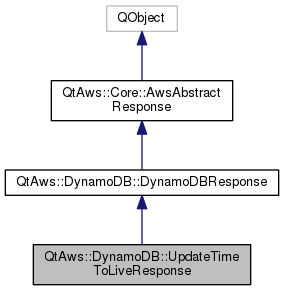 QObject
QtAws::Core::AwsAbstract
Response
QtAws::DynamoDB::DynamoDBResponse
QtAws::DynamoDB::UpdateTime
ToLiveResponse